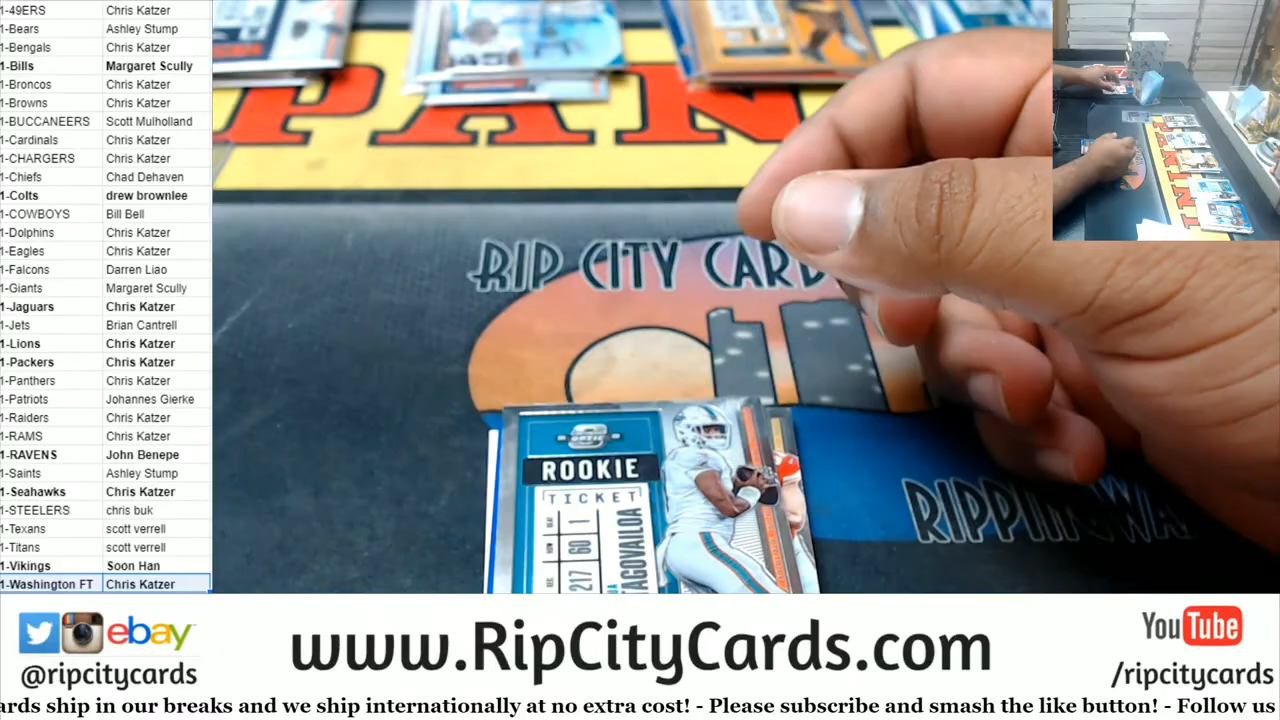 1-49ERS Chris Katzer
1-Bears Ashley Stump
1-Bengals Chris Katzer
1-Bills Margaret Scully
1-Broncos Chris Katzer
1-Browns Chris Katzer
1-BUCCANEERS Scott Mulholland
1-Cardinals Chris Katzer
1-CHARGERS Chris Katzer
1-Chiefs Chad Dehaven
1-Colts drew brownlee
1-COWBOYS Bill Bell
1-Dolphins Chris Katzer
1-Eagles Chris Katzer
1-Falcons Darren Liao
1-Giants Margaret Scully
1-Jaguars Chris Katzer
1-Jets Brian Cantrell
1-Lions Chris Katzer
1-Packers Chris Katzer
1-Panthers Chris Katzer
1-Patriots Johannes Gierke
1-Raiders Chris Katzer
1-RAMS Chris Katzer
1-RAVENS John Benepe
1-Saints Ashley Stump
1-Seahawks Chris Katzer
1-STEELERS chris buk
1-Texans scott verrell
1-Titans scott verrell
1-Vikings Soon Han
1-Washington FT Chris Katzer
PANI
RIP CITY CARD
RIPPIN
OPTIC
ROOKIE
TICKET
217 60 1
TAGOVAILOA
ebay
@ripcitycards
www.RipCityCards.com
YouTube
/ripcitycards
ards ship in our breaks and we ship internationally at no extra cost! - Please subscribe and smash the like button! - Follow us